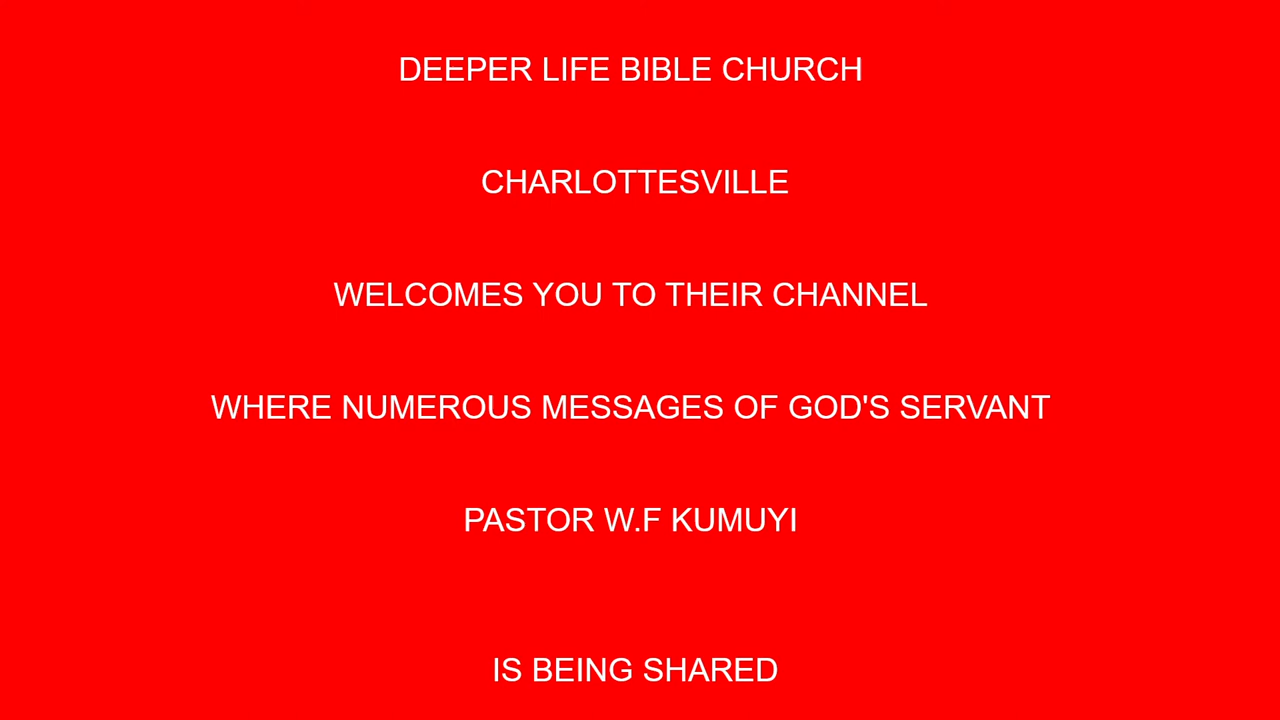 DEEPER LIFE BIBLE CHURCH
CHARLOTTESVILLE
WELCOMES YOU TO THEIR CHANNEL
WHERE NUMEROUS MESSAGES OF GOD'S SERVANT
PASTOR W.F KUMUYI
IS BEING SHARED